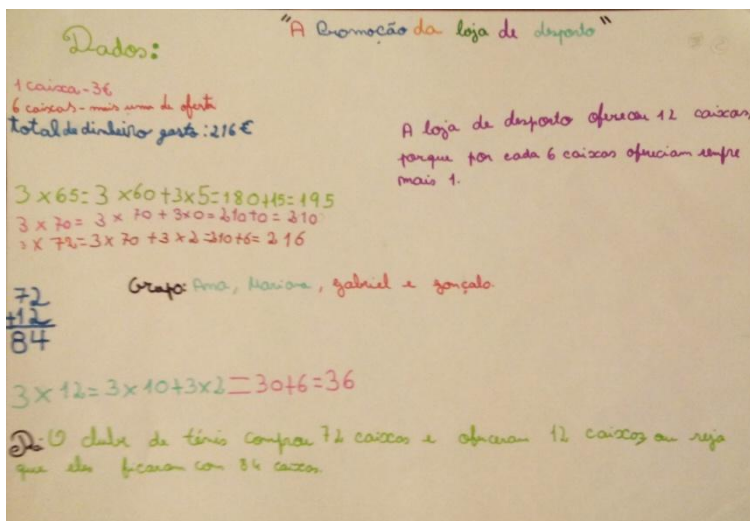 "A Promoção da loja de desporto"
Dados:
1 caixa - 3€
6 caixas - mais uma de oferta
total de dinheiro gasto: 216 €
A loja de desporto ofereceu 12 caixas,
porque por cada 6 caixas ofereciam sempre
mais 1.
3 x 65 = 3 x 60 + 3 x 5 = 180 + 15 = 195
3 x 70 = 3 x 70 + 3 x 0 = 210 + 0 = 210
3 x 72 = 3 x 70 + 3 x 2 = 210 + 6 = 216
Grupo: Ana, Mariana, Gabriel e Gonçalo.
72
+12
84
3 x 12 = 3 x 10 + 3 x 2 = 30 + 6 = 36
R: O clube de ténis comprou 72 caixas e ofereceram 12 caixas, ou seja
que eles ficaram com 84 caixas.